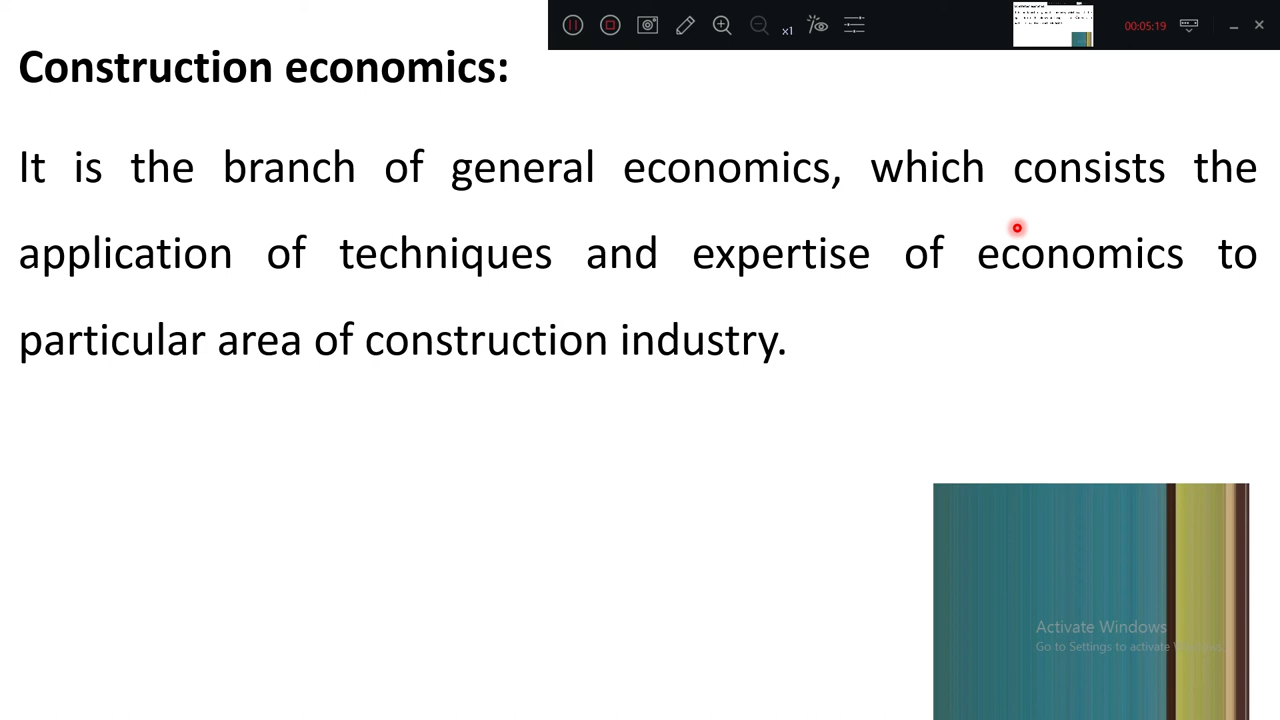 x1
00:05:19
Construction economics:
It is the branch of general economics, which consists the
application of techniques and expertise of economics to
particular area of construction industry.
Activate Windows
Go to Settings to activate Windows.